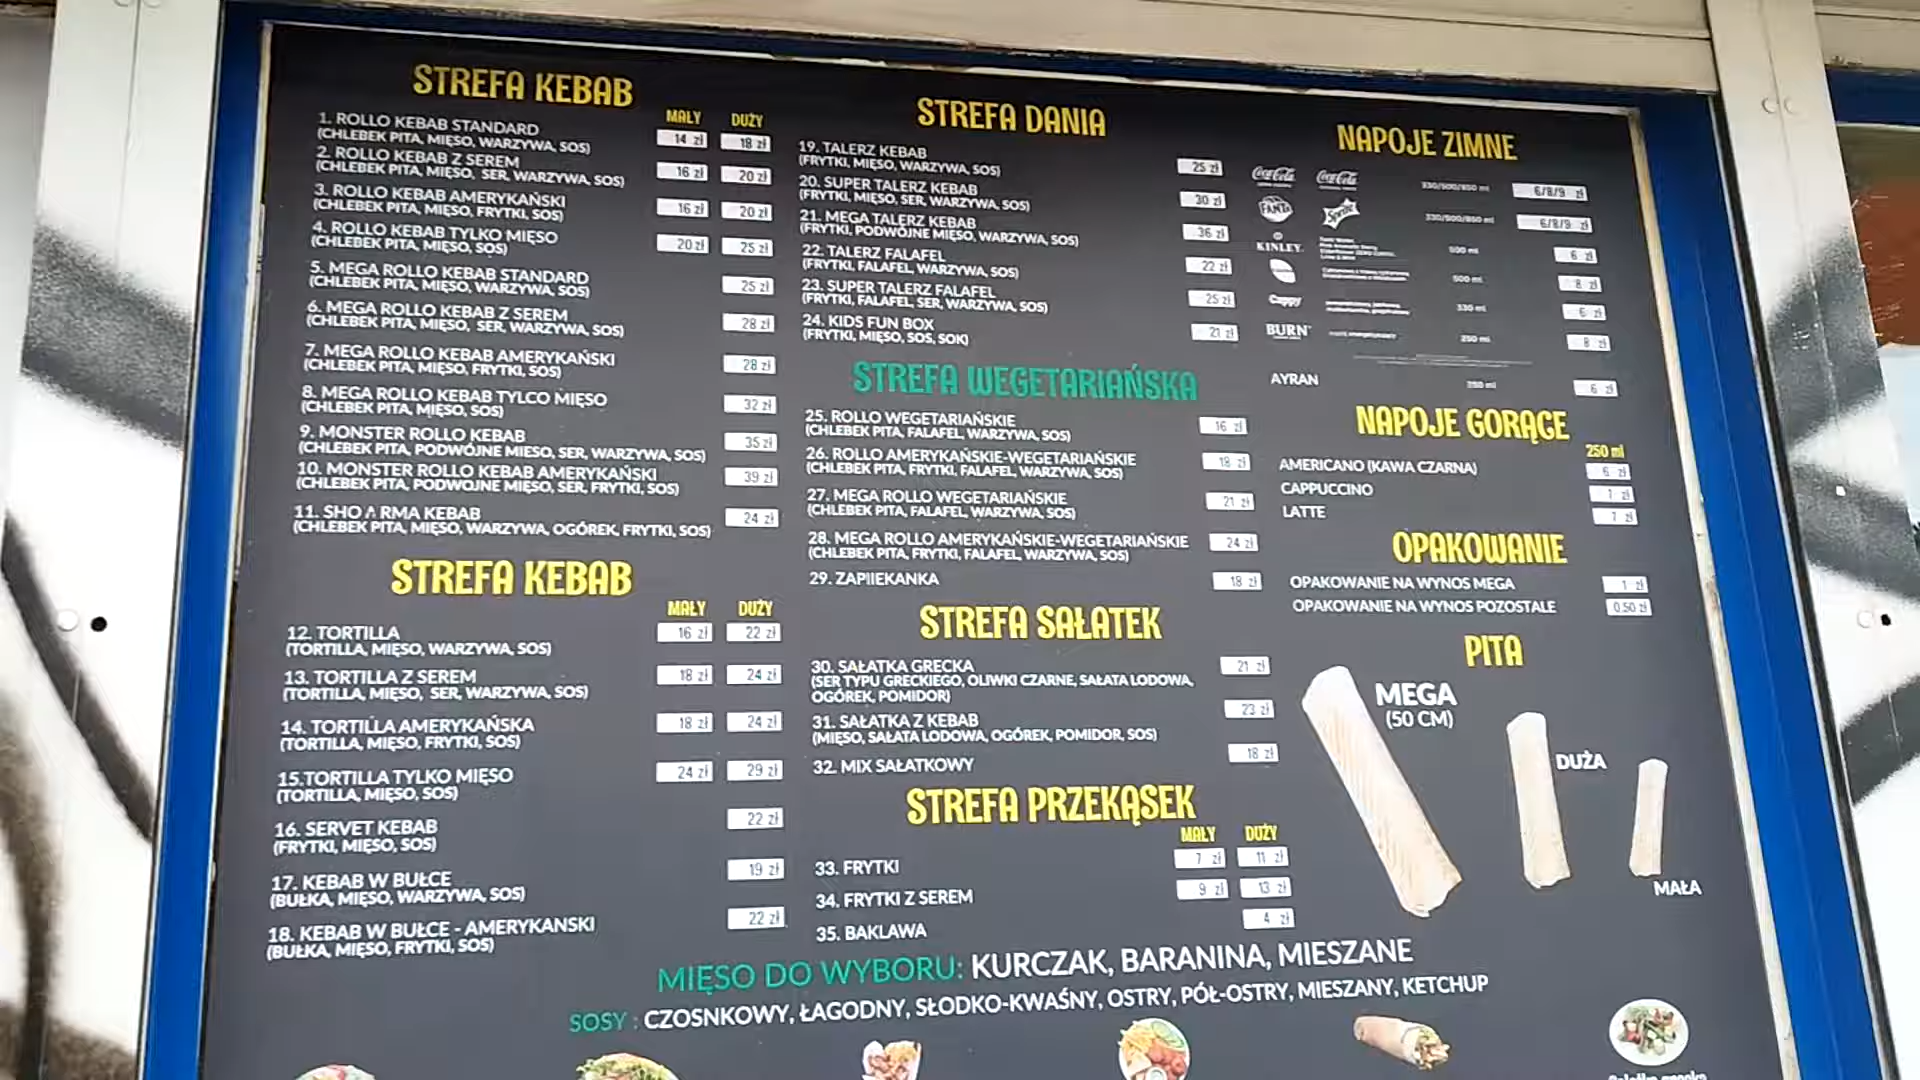 STREFA KEBAB
MAŁY DUŻY
1. ROLLO KEBAB STANDARD 14 zł 18 zł
(CHLEBEK PITA, MIĘSO, WARZYWA, SOS)
2. ROLLO KEBAB Z SEREM 16 zł 20 zł
(CHLEBEK PITA, MIĘSO, SER, WARZYWA, SOS)
3. ROLLO KEBAB AMERYKAŃSKI 16 zł 20 zł
(CHLEBEK PITA, MIĘSO, FRYTKI, SOS)
4. ROLLO KEBAB TYLKO MIĘSO 20 zł 25 zł
(CHLEBEK PITA, MIĘSO, SOS)
5. MEGA ROLLO KEBAB STANDARD 25 zł
(CHLEBEK PITA, MIĘSO, WARZYWA, SOS)
6. MEGA ROLLO KEBAB Z SEREM 28 zł
(CHLEBEK PITA, MIĘSO, SER, WARZYWA, SOS)
7. MEGA ROLLO KEBAB AMERYKAŃSKI 28 zł
(CHLEBEK PITA, MIĘSO, FRYTKI, SOS)
8. MEGA ROLLO KEBAB TYLCO MIĘSO 32 zł
(CHLEBEK PITA, MIĘSO, SOS)
9. MONSTER ROLLO KEBAB 35 zł
(CHLEBEK PITA, PODWÓJNE MIĘSO, SER, WARZYWA, SOS)
10. MONSTER ROLLO KEBAB AMERYKAŃSKI 39 zł
(CHLEBEK PITA, PODWÓJNE MIĘSO, SER, FRYTKI, SOS)
11. SHOARMA KEBAB 24 zł
(CHLEBEK PITA, MIĘSO, WARZYWA, OGÓREK, FRYTKI, SOS)
STREFA KEBAB
MAŁY DUŻY
12. TORTILLA 16 zł 22 zł
(TORTILLA, MIĘSO, WARZYWA, SOS)
13. TORTILLA Z SEREM 18 zł 24 zł
(TORTILLA, MIĘSO, SER, WARZYWA, SOS)
14. TORTILLA AMERYKAŃSKA 18 zł 24 zł
(TORTILLA, MIĘSO, FRYTKI, SOS)
15.TORTILLA TYLKO MIĘSO 24 zł 29 zł
(TORTILLA, MIĘSO, SOS)
16. SERVET KEBAB 22 zł
(FRYTKI, MIĘSO, SOS)
17. KEBAB W BUŁCE 19 zł
(BUŁKA, MIĘSO, WARZYWA, SOS)
18. KEBAB W BUŁCE - AMERYKANSKI 22 zł
(BUŁKA, MIĘSO, FRYTKI, SOS)
STREFA DANIA
19. TALERZ KEBAB 25 zł
(FRYTKI, MIĘSO, WARZYWA, SOS)
20. SUPER TALERZ KEBAB 30 zł
(FRYTKI, MIĘSO, SER, WARZYWA, SOS)
21. MEGA TALERZ KEBAB 36 zł
(FRYTKI, PODWÓJNE MIĘSO, WARZYWA, SOS)
22. TALERZ FALAFEL 22 zł
(FRYTKI, FALAFEL, WARZYWA, SOS)
23. SUPER TALERZ FALAFEL 25 zł
(FRYTKI, FALAFEL, SER, WARZYWA, SOS)
24. KIDS FUN BOX 21 zł
(FRYTKI, MIĘSO, SOS, SOK)
STREFA WEGETARIAŃSKA
25. ROLLO WEGETARIAŃSKIE 16 zł
(CHLEBEK PITA, FALAFEL, WARZYWA, SOS)
26. ROLLO AMERYKAŃSKIE-WEGETARIAŃSKIE 18 zł
(CHLEBEK PITA, FRYTKI, FALAFEL, WARZYWA, SOS)
27. MEGA ROLLO WEGETARIAŃSKIE 21 zł
(CHLEBEK PITA, FALAFEL, WARZYWA, SOS)
28. MEGA ROLLO AMERYKAŃSKIE-WEGETARIAŃSKIE 24 zł
(CHLEBEK PITA, FRYTKI, FALAFEL, WARZYWA, SOS)
29. ZAPIIEKANKA 18 zł
STREFA SAŁATEK
30. SAŁATKA GRECKA 21 zł
(SER TYPU GRECKIEGO, OLIWKI CZARNE, SAŁATA LODOWA,
OGÓREK, POMIDOR)
31. SAŁATKA Z KEBAB 23 zł
(MIĘSO, SAŁATA LODOWA, OGÓREK, POMIDOR, SOS)
32. MIX SAŁATKOWY 18 zł
STREFA PRZEKĄSEK
MAŁY DUŻY
33. FRYTKI 7 zł 11 zł
34. FRYTKI Z SEREM 9 zł 13 zł
35. BAKLAWA 4 zł
NAPOJE ZIMNE
Coca-Cola Coca-Cola 330/500/850 ml 6/8/9 zł
FANTA Sprite 330/500/850 ml 6/8/9 zł
KINLEY 500 ml 6 zł
500 ml 8 zł
Cappy 330 ml 6 zł
BURN 250 ml 8 zł
AYRAN 250 ml 6 zł
NAPOJE GORĄCE
250 ml
AMERICANO (KAWA CZARNA) 6 zł
CAPPUCCINO zł
LATTE 7 zł
OPAKOWANIE
OPAKOWANIE NA WYNOS MEGA 1 zł
OPAKOWANIE NA WYNOS POZOSTALE 0.50 zł
PITA
MEGA
(50 CM)
DUŻA
MAŁA
MIĘSO DO WYBORU: KURCZAK, BARANINA, MIESZANE
SOSY : CZOSNKOWY, ŁAGODNY, SŁODKO-KWAŚNY, OSTRY, PÓŁ-OSTRY, MIESZANY, KETCHUP